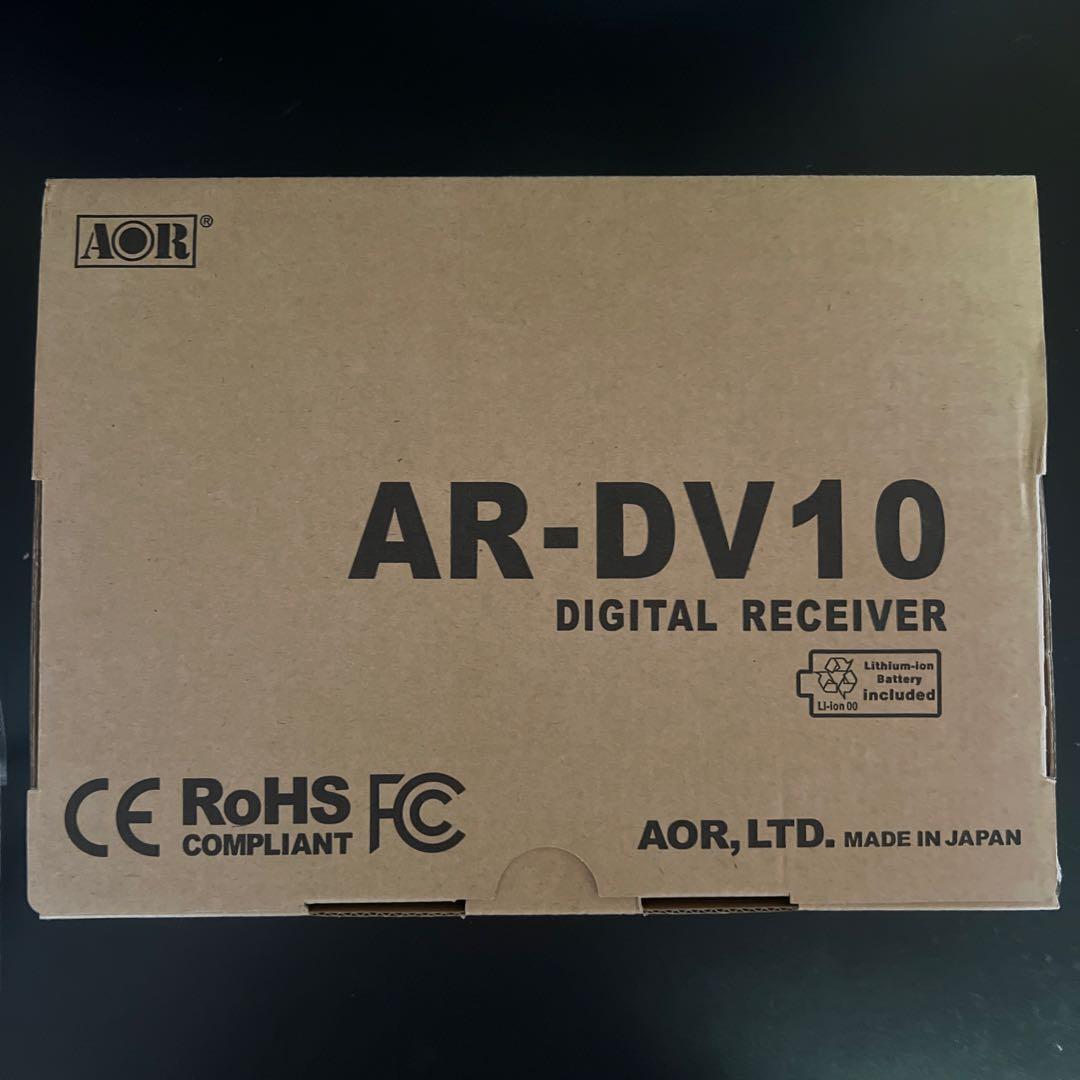 AOR®
AR-DV10
DIGITAL RECEIVER
Lithium-ion
Battery
included
Li-ion 00
CE RoHS COMPLIANT FC
AOR, LTD. MADE IN JAPAN